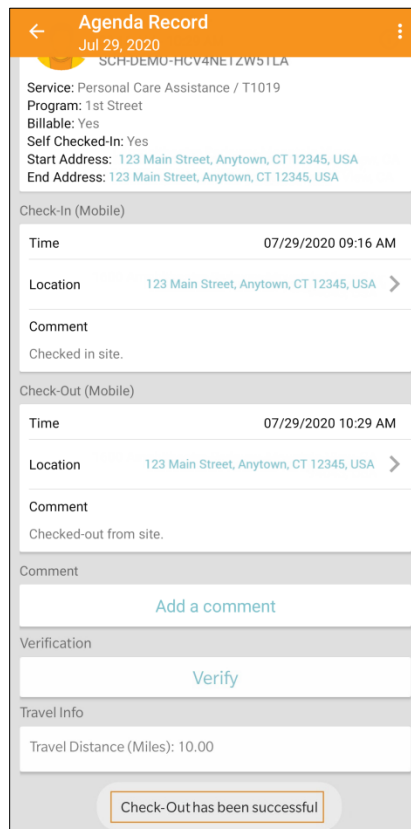 Agenda Record
Jul 29, 2020
SCH-DEMO-HCV4NE1ZW51LA
Service: Personal Care Assistance / T1019
Program: 1st Street
Billable: Yes
Self Checked-In: Yes
Start Address: 123 Main Street, Anytown, CT 12345, USA
End Address: 123 Main Street, Anytown, CT 12345, USA
Check-In (Mobile)
Time 07/29/2020 09:16 AM
Location 123 Main Street, Anytown, CT 12345, USA
Comment
Checked in site.
Check-Out (Mobile)
Time 07/29/2020 10:29 AM
Location 123 Main Street, Anytown, CT 12345, USA
Comment
Checked-out from site.
Comment
Add a comment
Verification
Verify
Travel Info
Travel Distance (Miles): 10.00
Check-Out has been successful